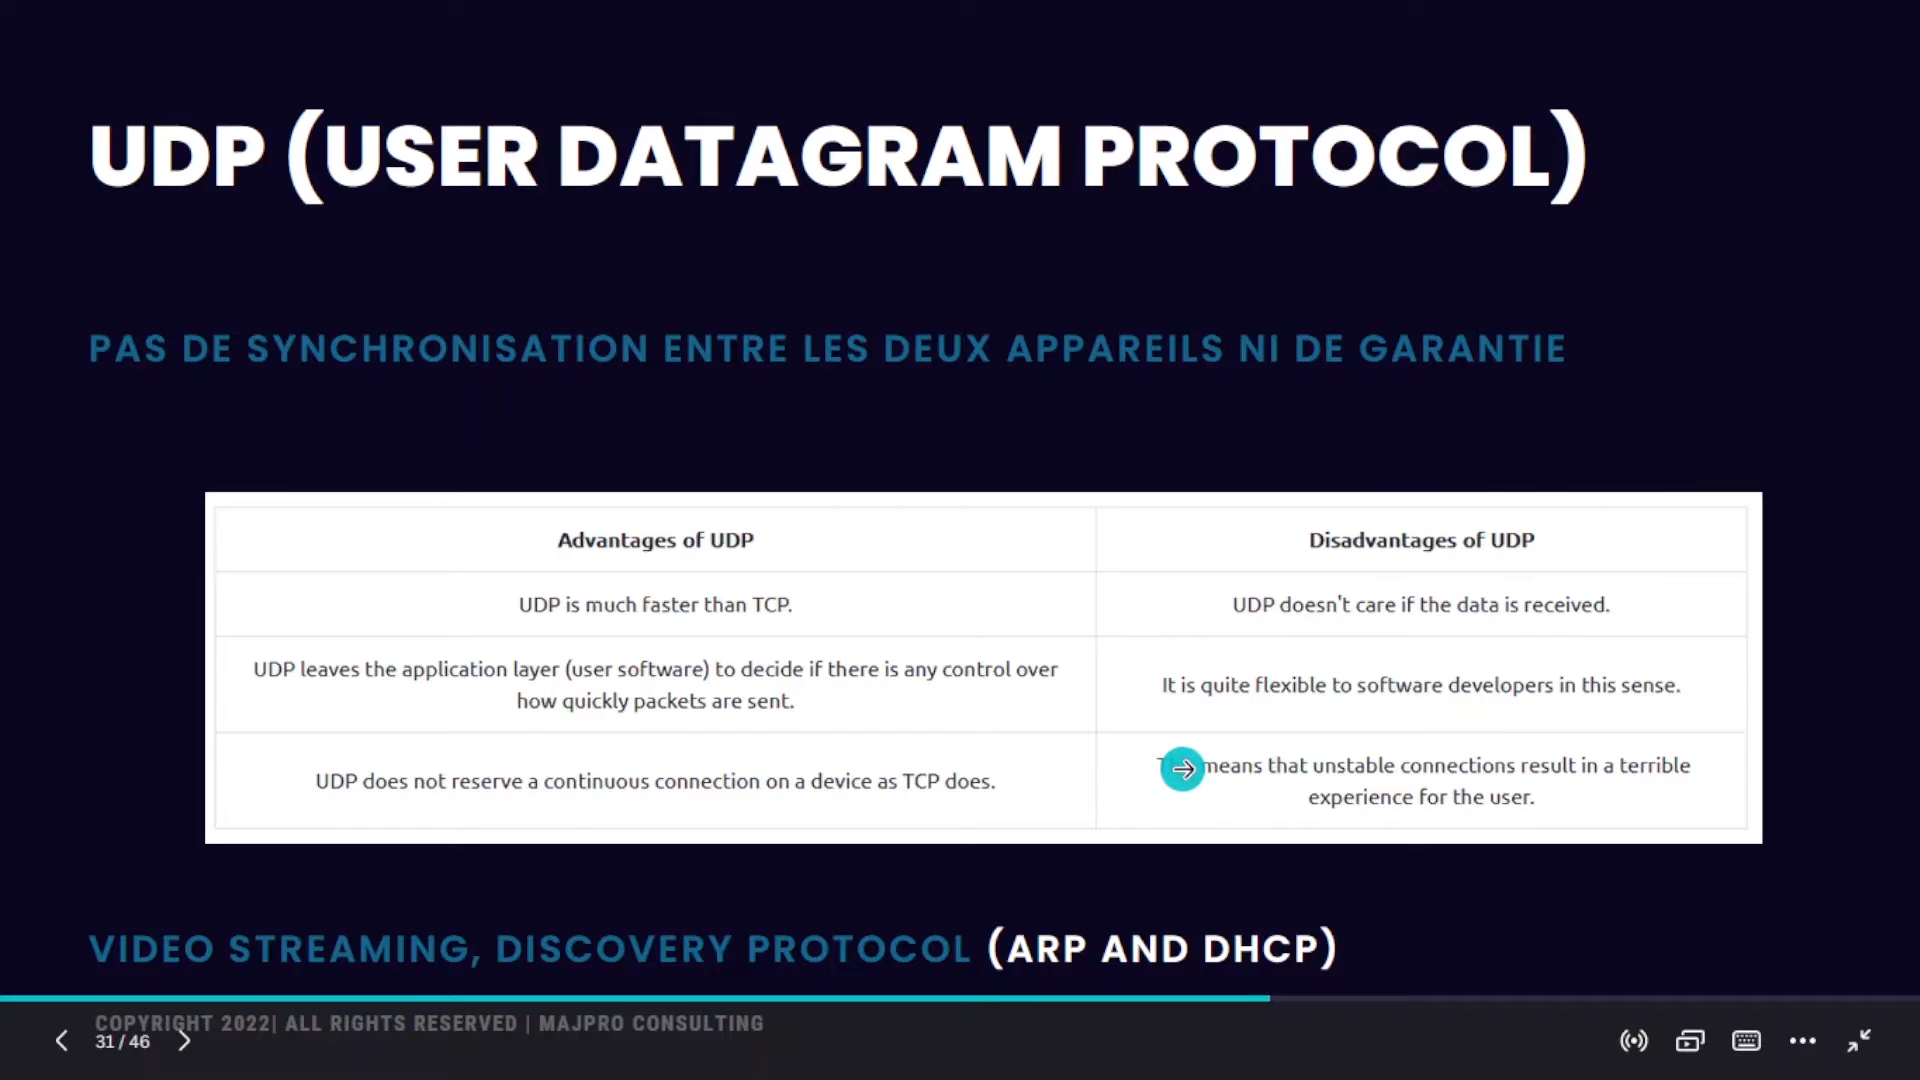 UDP (USER DATAGRAM PROTOCOL)
PAS DE SYNCHRONISATION ENTRE LES DEUX APPAREILS NI DE GARANTIE
Advantages of UDP
Disadvantages of UDP
UDP is much faster than TCP.
UDP doesn't care if the data is received.
UDP leaves the application layer (user software) to decide if there is any control over
how quickly packets are sent.
It is quite flexible to software developers in this sense.
UDP does not reserve a continuous connection on a device as TCP does.
means that unstable connections result in a terrible
experience for the user.
VIDEO STREAMING, DISCOVERY PROTOCOL (ARP AND DHCP)
COPYRIGHT 2022| ALL RIGHTS RESERVED | MAJPRO CONSULTING
31 / 46